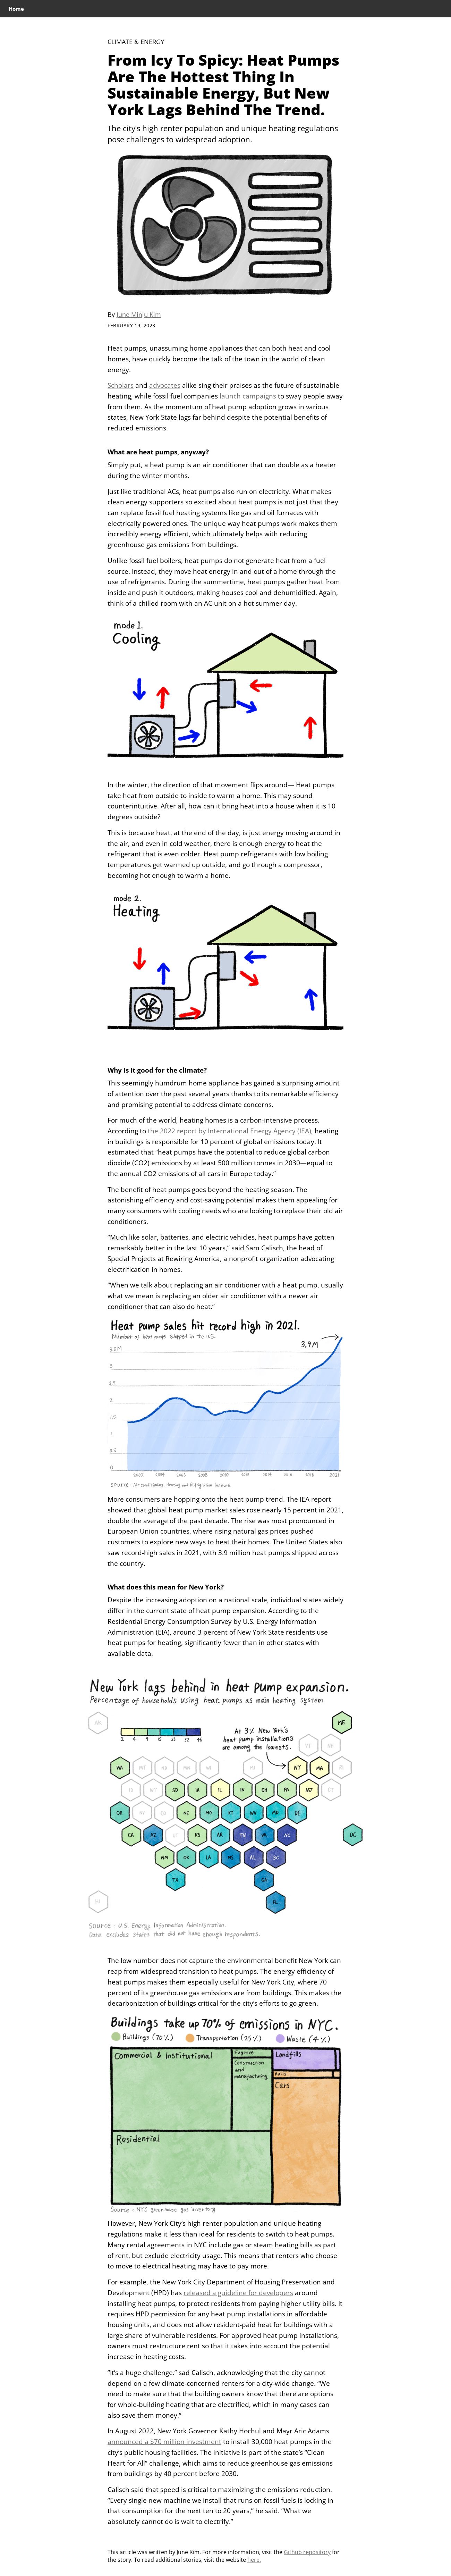 Home
CLIMATE & ENERGY
From Icy To Spicy: Heat Pumps
Are The Hottest Thing In
Sustainable Energy, But New
York Lags Behind The Trend.
The city's high renter population and unique heating regulations
pose challenges to widespread adoption.
By June Minju Kim
FEBRUARY 19, 2023
Heat pumps, unassuming home appliances that can both heat and cool
homes, have quickly become the talk of the town in the world of clean
energy.
Scholars and advocates alike sing their praises as the future of sustainable
heating, while fossil fuel companies launch campaigns to sway people away
from them. As the momentum of heat pump adoption grows in various
states, New York State lags far behind despite the potential benefits of
reduced emissions.
What are heat pumps, anyway?
Simply put, a heat pump is an air conditioner that can double as a heater
during the winter months.
Just like traditional ACs, heat pumps also run on electricity. What makes
clean energy supporters so excited about heat pumps is not just that they
can replace fossil fuel heating systems like gas and oil furnaces with
electrically powered ones. The unique way heat pumps work makes them
incredibly energy efficient, which ultimately helps with reducing
greenhouse gas emissions from buildings.
Unlike fossil fuel boilers, heat pumps do not generate heat from a fuel
source. Instead, they move heat energy in and out of a home through the
use of refrigerants. During the summertime, heat pumps gather heat from
inside and push it outdoors, making houses cool and dehumidified. Again,
think of a chilled room with an AC unit on a hot summer day.
mode 1.
Cooling
In the winter, the direction of that movement flips around— Heat pumps
take heat from outside to inside to warm a home. This may sound
counterintuitive. After all, how can it bring heat into a house when it is 10
degrees outside?
This is because heat, at the end of the day, is just energy moving around in
the air, and even in cold weather, there is enough energy to heat the
refrigerant that is even colder. Heat pump refrigerants with low boiling
temperatures get warmed up outside, and go through a compressor,
becoming hot enough to warm a home.
mode 2.
Heating
Why is it good for the climate?
This seemingly humdrum home appliance has gained a surprising amount
of attention over the past several years thanks to its remarkable efficiency
and promising potential to address climate concerns.
For much of the world, heating homes is a carbon-intensive process.
According to the 2022 report by International Energy Agency (IEA), heating
in buildings is responsible for 10 percent of global emissions today. It
estimated that "heat pumps have the potential to reduce global carbon
dioxide (CO2) emissions by at least 500 million tonnes in 2030—equal to
the annual CO2 emissions of all cars in Europe today."
The benefit of heat pumps goes beyond the heating season. The
astonishing efficiency and cost-saving potential makes them appealing for
many consumers with cooling needs who are looking to replace their old air
conditioners.
"Much like solar, batteries, and electric vehicles, heat pumps have gotten
remarkably better in the last 10 years," said Sam Calisch, the head of
Special Projects at Rewiring America, a nonprofit organization advocating
electrification in homes.
"When we talk about replacing an air conditioner with a heat pump, usually
what we mean is replacing an older air conditioner with a newer air
conditioner that can also do heat."
Heat pump sales hit record high in 2021.
Number of heat pumps shipped in the U.S.
3.9M
3.5M
3
2.5
2
1.5
1
0.5
0
2002 2004 2006 2008 2010 2012 2014 2016 2018 2021
More consumers are hopping onto the heat pump trend. The IEA report
showed that global heat pump market sales rose nearly 15 percent in 2021,
double the average of the past decade. The rise was most pronounced in
European Union countries, where rising natural gas prices pushed
customers to explore new ways to heat their homes. The United States also
saw record-high sales in 2021, with 3.9 million heat pumps shipped across
the country.
What does this mean for New York?
Despite the increasing adoption on a national scale, individual states widely
differ in the current state of heat pump expansion. According to the
Residential Energy Consumption Survey by U.S. Energy Information
Administration (EIA), around 3 percent of New York State residents use
heat pumps for heating, significantly fewer than in other states with
available data.
New York lags behind in heat pump expansion.
Percentage of households using heat pumps as main heating system.
At 3% New York's
heat pump installations
are among the lowests.
ME
WA NY MA
SD IA IL IN OH PA NJ
OR NE MO KY WV MD DE
CA AZ KS AR TN VA NC DC
NM OK LA MS AL SC
TX GA
FL
Source : U.S. Energy Information Administration.
Data excludes states that did not have enough respondents.
The low number does not capture the environmental benefit New York can
reap from widespread transition to heat pumps. The energy efficiency of
heat pumps makes them especially useful for New York City, where 70
percent of its greenhouse gas emissions are from buildings. This makes the
decarbonization of buildings critical for the city's efforts to go green.
Buildings take up 70% of emissions in NYC.
Buildings (70%) Transportation (25%) Waste (4%)
Commercial & Institutional
Fugitive
Construction
and
manufacturing
Landfills
Cars
Residential
Source : NYC greenhouse gas inventory
However, New York City's high renter population and unique heating
regulations make it less than ideal for residents to switch to heat pumps.
Many rental agreements in NYC include gas or steam heating bills as part
of rent, but exclude electricity usage. This means that renters who choose
to move to electrical heating may have to pay more.
For example, the New York City Department of Housing Preservation and
Development (HPD) has released a guideline for developers around
installing heat pumps, to protect residents from paying higher utility bills. It
requires HPD permission for any heat pump installations in affordable
housing units, and does not allow resident-paid heat for buildings with a
large share of vulnerable residents. For approved heat pump installations,
owners must restructure rent so that it takes into account the potential
increase in heating costs.
"It's a huge challenge." sad Calisch, acknowledging that the city cannot
depend on a few climate-concerned renters for a city-wide change. "We
need to make sure that the building owners know that there are options
for whole-building heating that are electrified, which in many cases can
also save them money."
In August 2022, New York Governor Kathy Hochul and Mayr Aric Adams
announced a $70 million investment to install 30,000 heat pumps in the
city's public housing facilities. The initiative is part of the state's "Clean
Heart for All" challenge, which aims to reduce greenhouse gas emissions
from buildings by 40 percent before 2030.
Calisch said that speed is critical to maximizing the emissions reduction.
"Every single new machine we install that runs on fossil fuels is locking in
that consumption for the next ten to 20 years," he said. "What we
absolutely cannot do is wait to electrify."
This article was written by June Kim. For more information, visit the Github repository for
the story. To read additional stories, visit the website here.